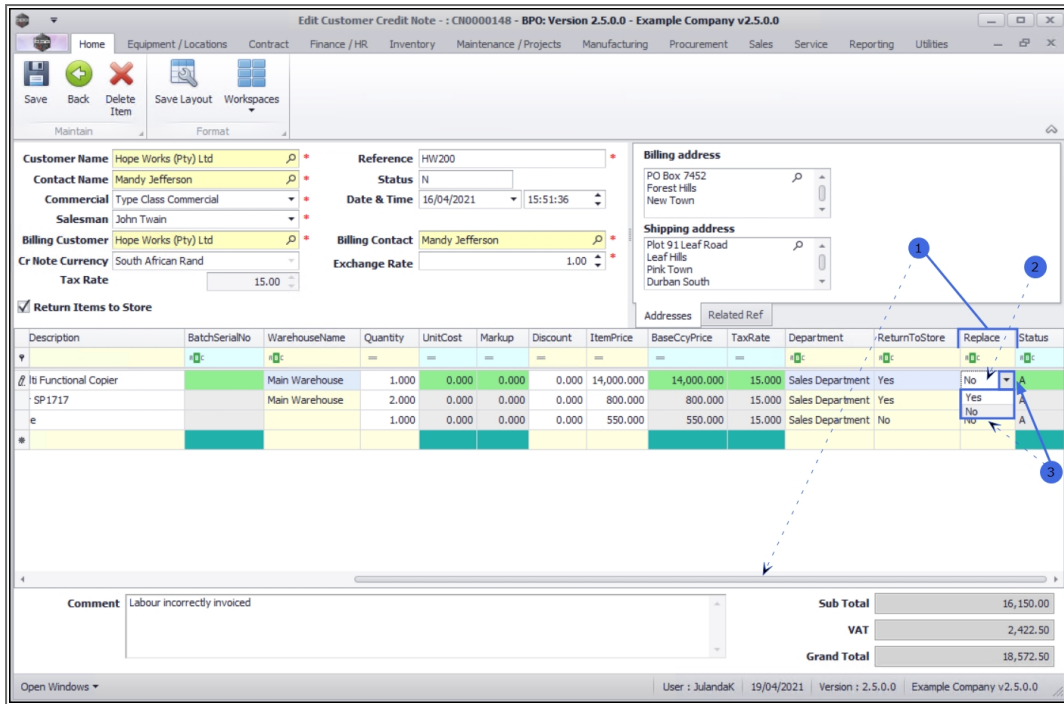 Edit Customer Credit Note - : CN0000148 - BPO: Version 2.5.0.0 - Example Company v2.5.0.0
Home Equipment / Locations Contract Finance / HR Inventory Maintenance / Projects Manufacturing Procurement Sales Service Reporting Utilities
Save Back Delete Item Save Layout Workspaces
Maintain Format
Customer Name Hope Works (Pty) Ltd *
Contact Name Mandy Jefferson *
Commercial Type Class Commercial *
Salesman John Twain *
Billing Customer Hope Works (Pty) Ltd *
Cr Note Currency South African Rand
Tax Rate 15.00
Return Items to Store
Reference HW200 *
Status N
Date & Time 16/04/2021 15:51:36
Billing Contact Mandy Jefferson *
Exchange Rate 1.00 *
Billing address
PO Box 7452
Forest Hills
New Town
Shipping address
Plot 91 Leaf Road
Leaf Hills
Pink Town
Durban South
Addresses Related Ref
1
2
Description BatchSerialNo WarehouseName Quantity UnitCost Markup Discount ItemPrice BaseCcyPrice TaxRate Department ReturnToStore Replace Status
lti Functional Copier Main Warehouse 1.000 0.000 0.000 0.000 14,000.000 14,000.000 15.000 Sales Department Yes No A
SP1717 Main Warehouse 2.000 0.000 0.000 0.000 800.000 800.000 15.000 Sales Department Yes A
e 1.000 0.000 0.000 0.000 550.000 550.000 15.000 Sales Department No No A
Yes
No
3
Comment Labour incorrectly invoiced
Sub Total 16,150.00
VAT 2,422.50
Grand Total 18,572.50
Open Windows User : JulandaK 19/04/2021 Version : 2.5.0.0 Example Company v2.5.0.0